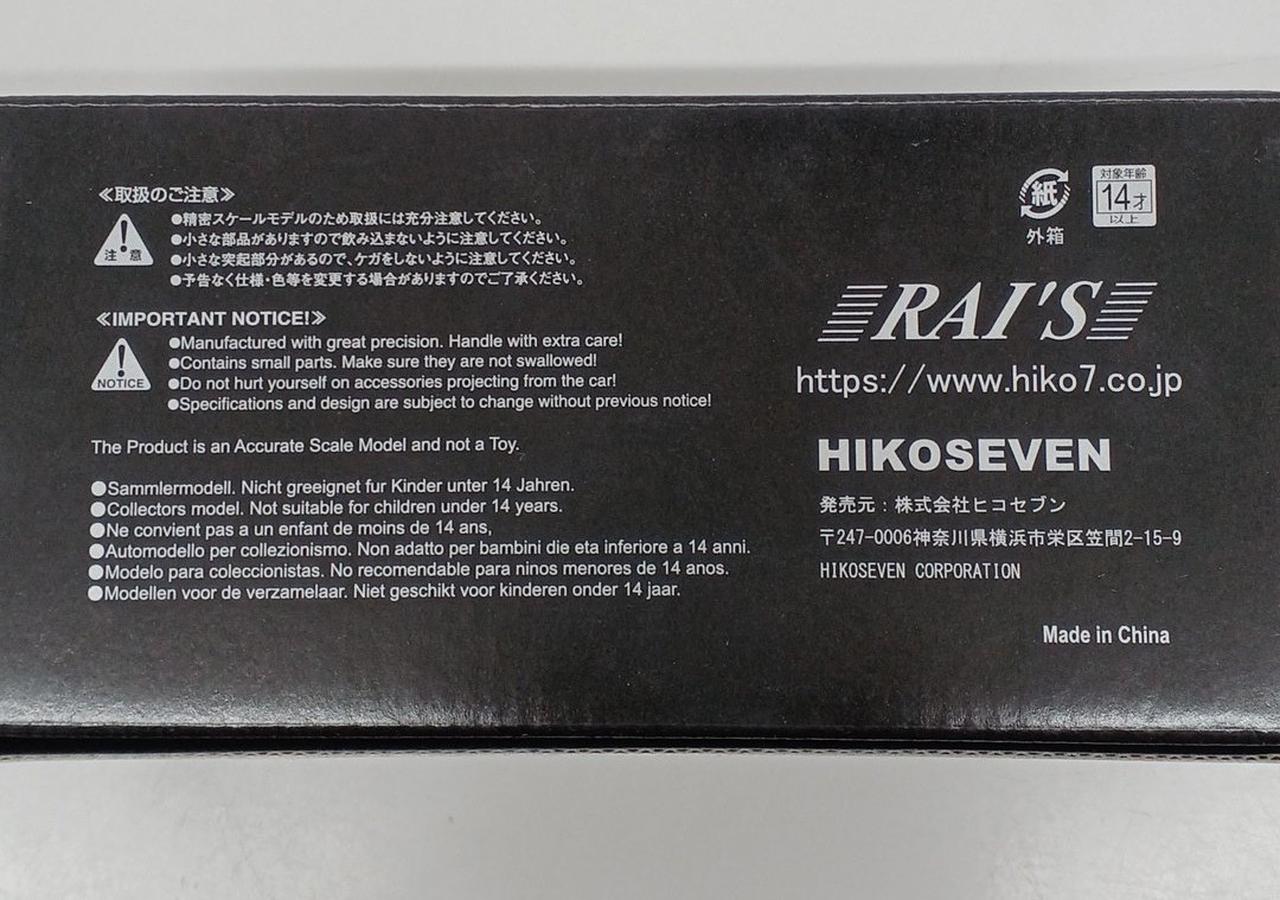 ≪取扱のご注意≫
注 意
●精密スケールモデルのため取扱には充分注意してください。
●小さな部品がありますので飲み込まないように注意してください。
●小さな突起部分があるので、ケガをしないように注意してください。
●予告なく仕様・色等を変更する場合がありますのでご了承ください。
≪IMPORTANT NOTICE!≫
NOTICE
●Manufactured with great precision. Handle with extra care!
●Contains small parts. Make sure they are not swallowed!
●Do not hurt yourself on accessories projecting from the car!
●Specifications and design are subject to change without previous notice!
The Product is an Accurate Scale Model and not a Toy.
●Sammlermodell. Nicht greeignet fur Kinder unter 14 Jahren.
●Collectors model. Not suitable for children under 14 years.
●Ne convient pas a un enfant de moins de 14 ans,
●Automodello per collezionismo. Non adatto per bambini die eta inferiore a 14 anni.
●Modelo para coleccionistas. No recomendable para ninos menores de 14 anos.
●Modellen voor de verzamelaar. Niet geschikt voor kinderen onder 14 jaar.
紙
外箱
対象年齢
14才
以上
RAI'S
https://www.hiko7.co.jp
HIKOSEVEN
発売元：株式会社ヒコセブン
〒247-0006神奈川県横浜市栄区笠間2-15-9
HIKOSEVEN CORPORATION
Made in China